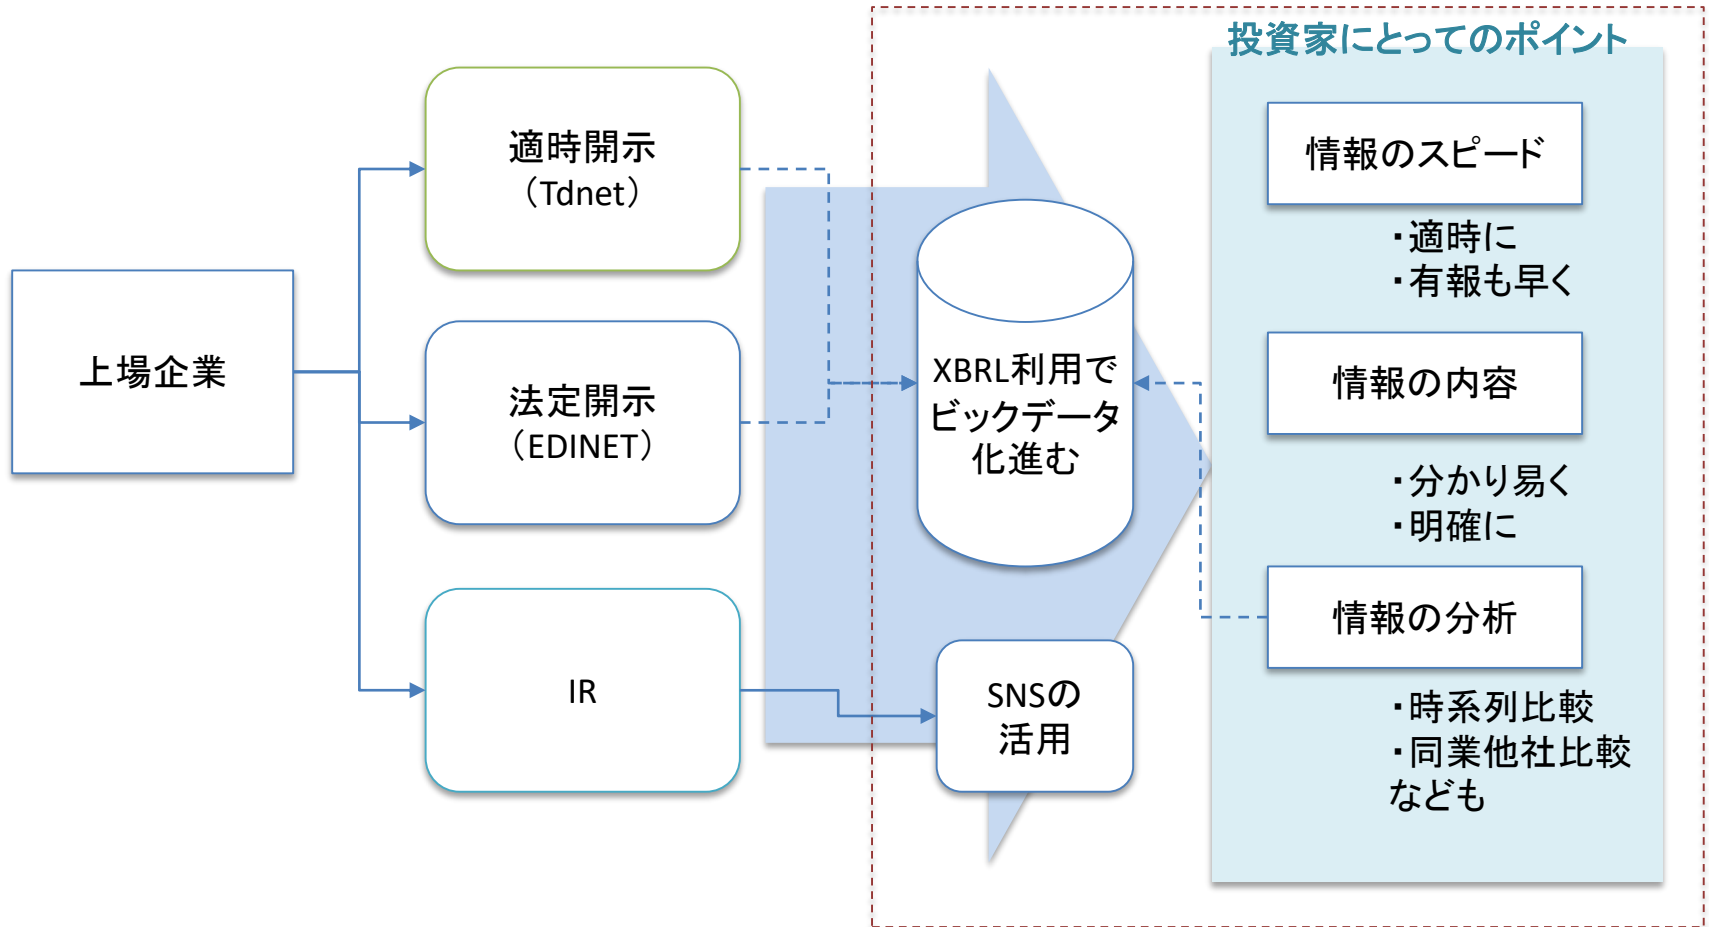 投資家にとってのポイント
上場企業
適時開示
（Tdnet）
法定開示
（EDINET）
IR
XBRL利用で
ビックデータ
化進む
SNSの
活用
情報のスピード
・適時に
・有報も早く
情報の内容
・分かり易く
・明確に
情報の分析
・時系列比較
・同業他社比較
なども